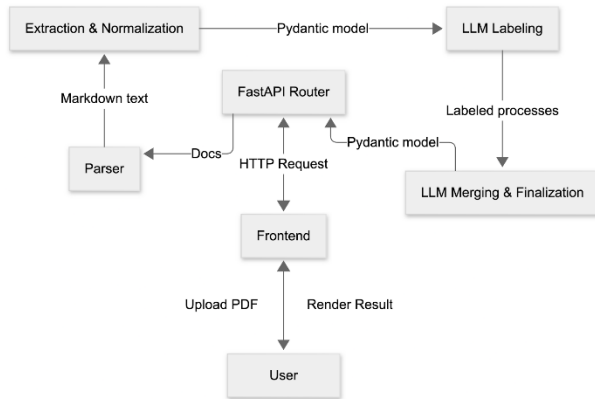 Extraction & Normalization
Pydantic model
LLM Labeling
Markdown text
FastAPI Router
Labeled processes
Docs
Pydantic model
Parser
HTTP Request
LLM Merging & Finalization
Frontend
Upload PDF
Render Result
User